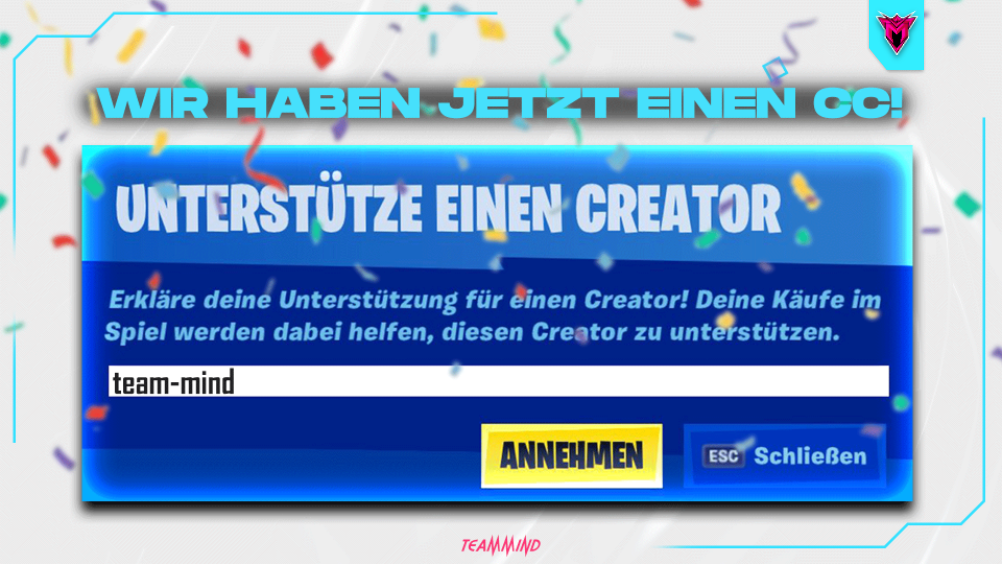 WIR HABEN JETZT EINEN CC!
UNTERSTÜTZE EINEN CREATOR
Erkläre deine Unterstützung für einen Creator! Deine Käufe im
Spiel werden dabei helfen, diesen Creator zu unterstützen.
team-mind
ANNEHMEN
ESC Schließen
TEAMMIND